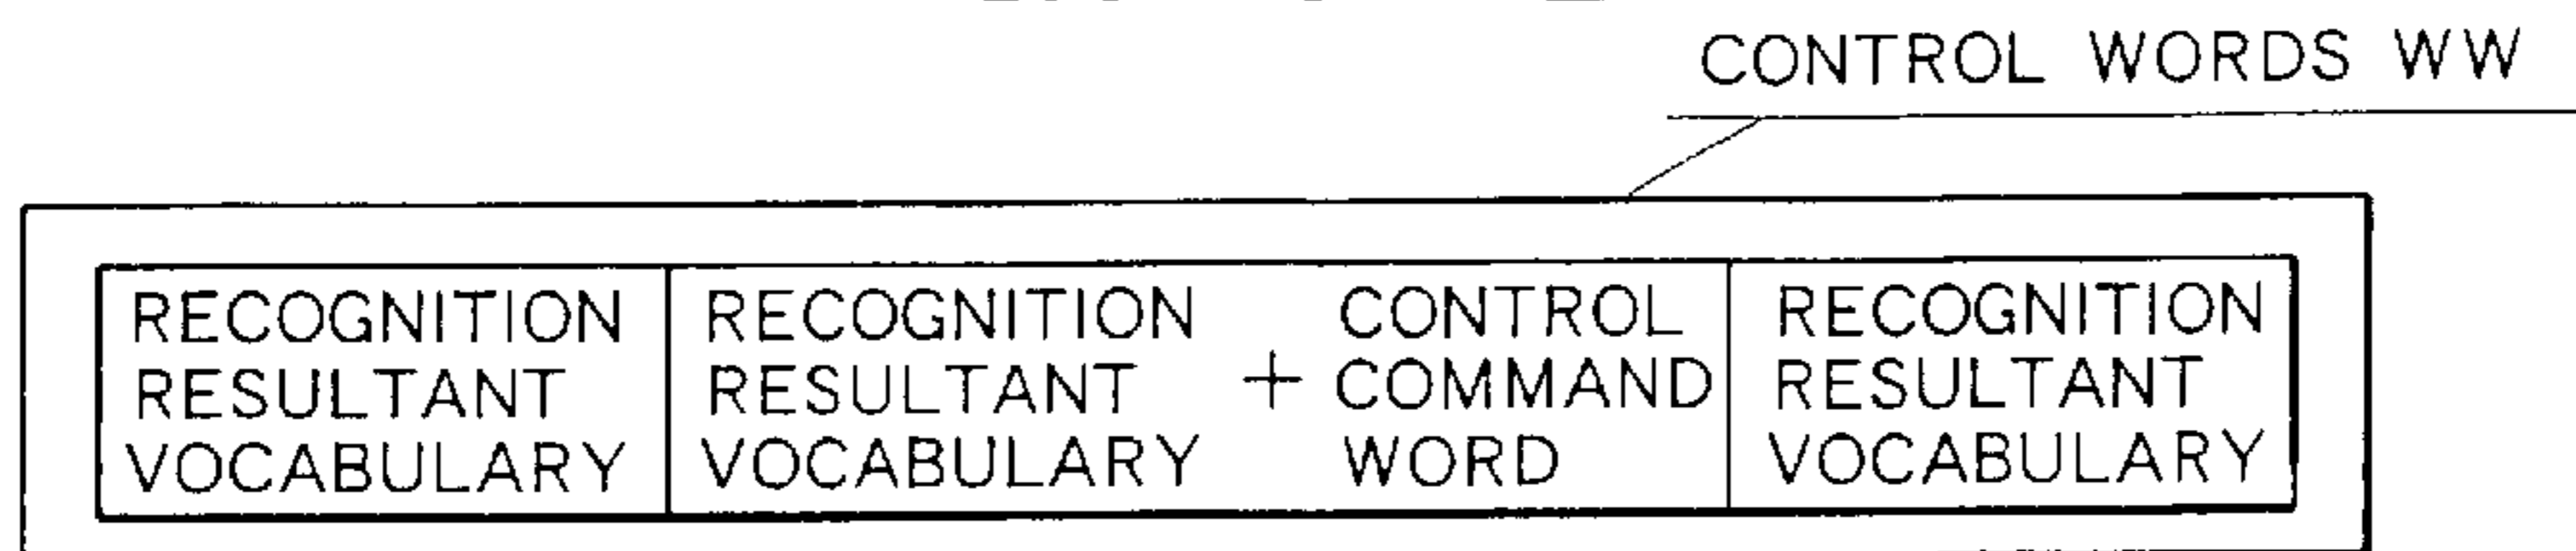 CONTROL WORDS WW
RECOGNITION RECOGNITION CONTROL RECOGNITION
RESULTANT RESULTANT + COMMAND RESULTANT
VOCABULARY VOCABULARY WORD VOCABULARY